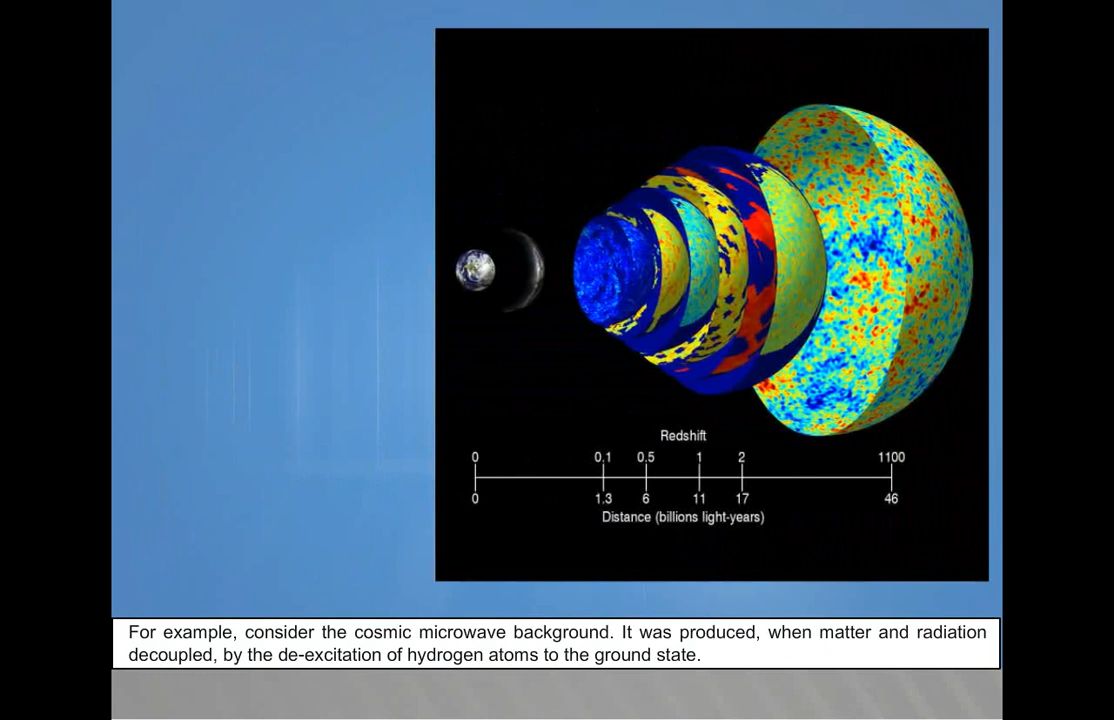 Redshift
0 0.1 0.5 1 2 1100
0 1.3 6 11 17 46
Distance (billions light-years)
For example, consider the cosmic microwave background. It was produced, when matter and radiation
decoupled, by the de-excitation of hydrogen atoms to the ground state.